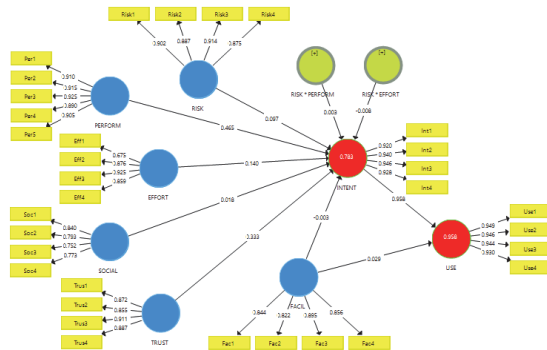 Risk1 Risk2 Risk3 Risk4
0.902 0.887 0.914 0.875
RISK
[+] [+]
RISK * PERFORM RISK * EFFORT
0.003 -0.008
Per1
Per2
Per3
Per4
Per5
0.910
0.915
0.925
0.890
0.905
PERFORM
0.465
0.097
Eff1
Eff2
Eff3
Eff4
0.675
0.876
0.925
0.859
EFFORT
0.140
0.783
INTENT
0.920
0.940
0.946
0.928
Int1
Int2
Int3
Int4
Soc1
Soc2
Soc3
Soc4
0.840
0.793
0.752
0.773
SOCIAL
0.018
0.333
-0.003
0.958
0.958
USE
0.949
0.946
0.944
0.930
Use1
Use2
Use3
Use4
Trus1
Trus2
Trus3
Trus4
0.872
0.855
0.911
0.887
TRUST
FACIL
0.029
0.844 0.822 0.895 0.856
Fac1 Fac2 Fac3 Fac4